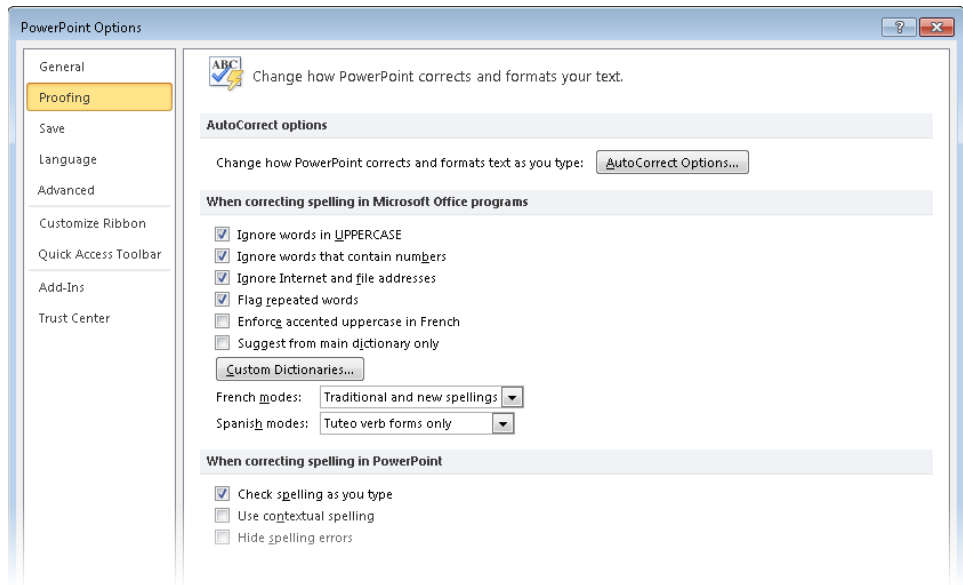 PowerPoint Options
General
Proofing
Save
Language
Advanced
Customize Ribbon
Quick Access Toolbar
Add-Ins
Trust Center
ABC
Change how PowerPoint corrects and formats your text.
AutoCorrect options
Change how PowerPoint corrects and formats text as you type: AutoCorrect Options...
When correcting spelling in Microsoft Office programs
Ignore words in UPPERCASE
Ignore words that contain numbers
Ignore Internet and file addresses
Flag repeated words
Enforce accented uppercase in French
Suggest from main dictionary only
Custom Dictionaries...
French modes: Traditional and new spellings
Spanish modes: Tuteo verb forms only
When correcting spelling in PowerPoint
Check spelling as you type
Use contextual spelling
Hide spelling errors